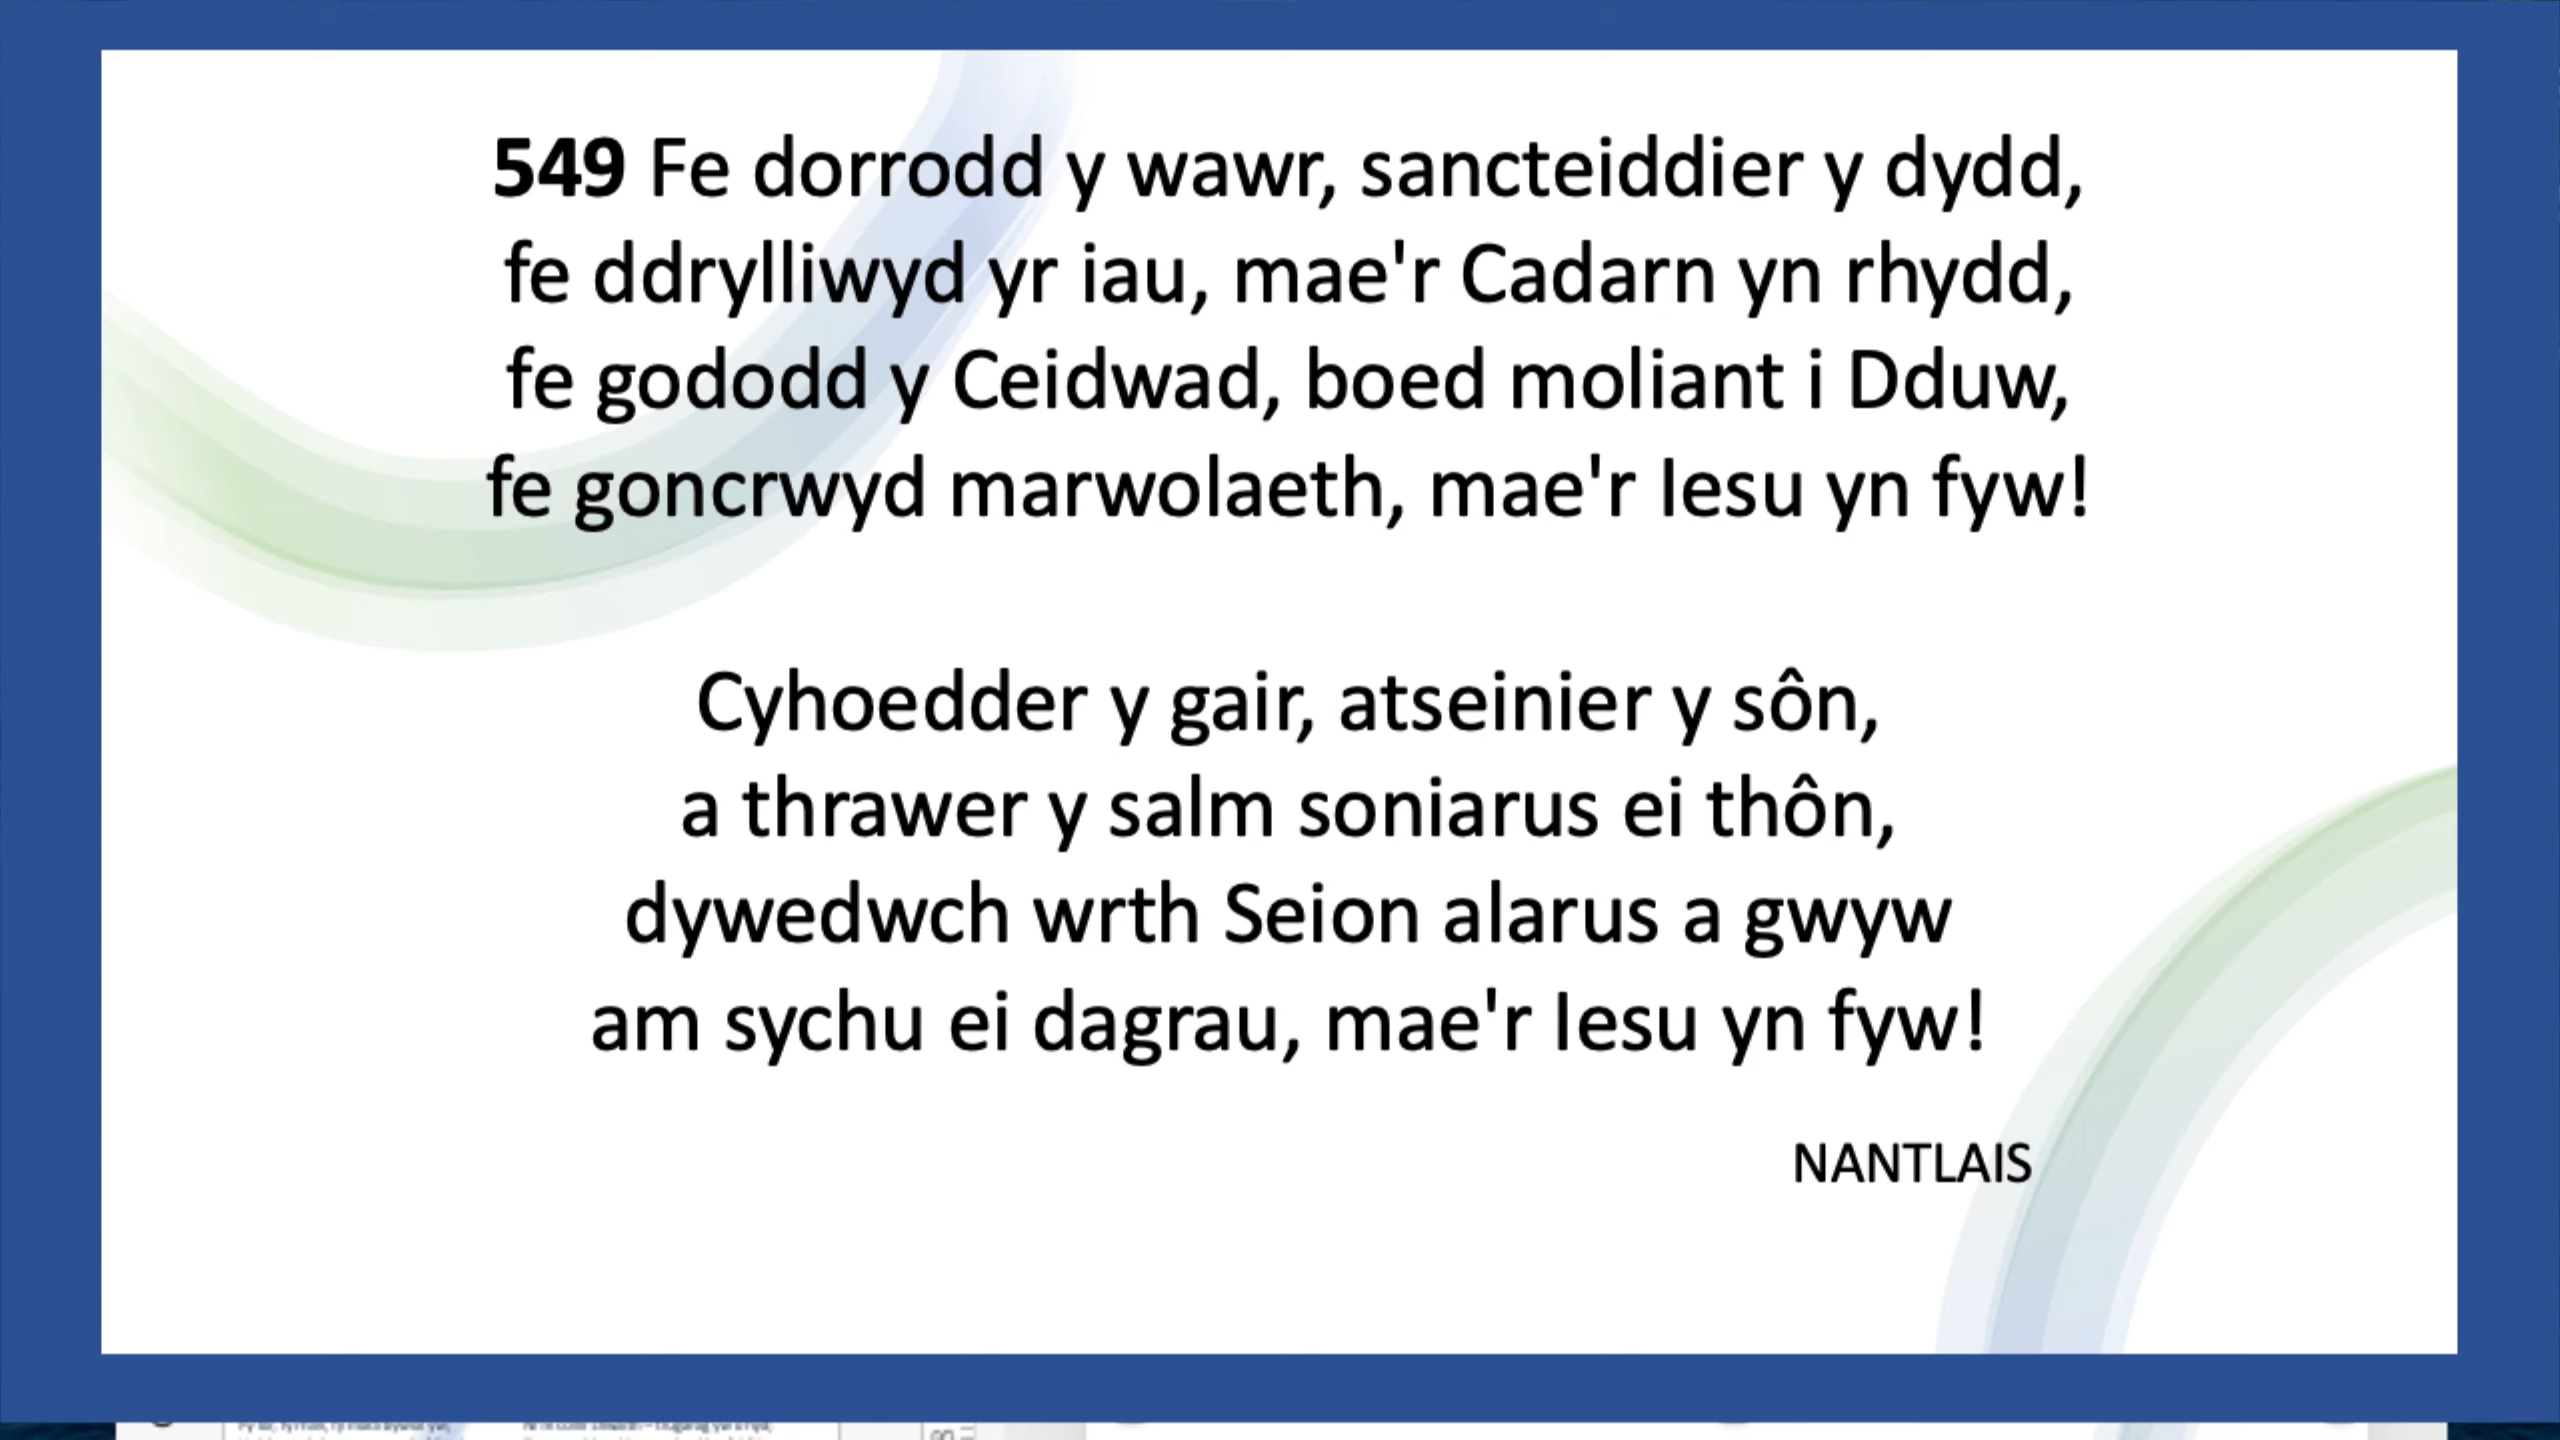 549 Fe dorrodd y wawr, sancteiddier y dydd,
fe ddrylliwyd yr iau, mae'r Cadarn yn rhydd,
fe gododd y Ceidwad, boed moliant i Dduw,
fe goncrwyd marwolaeth, mae'r Iesu yn fyw!
Cyhoedder y gair, atseinier y sôn,
a thrawer y salm soniarus ei thôn,
dywedwch wrth Seion alarus a gwyw
am sychu ei dagrau, mae'r Iesu yn fyw!
NANTLAIS